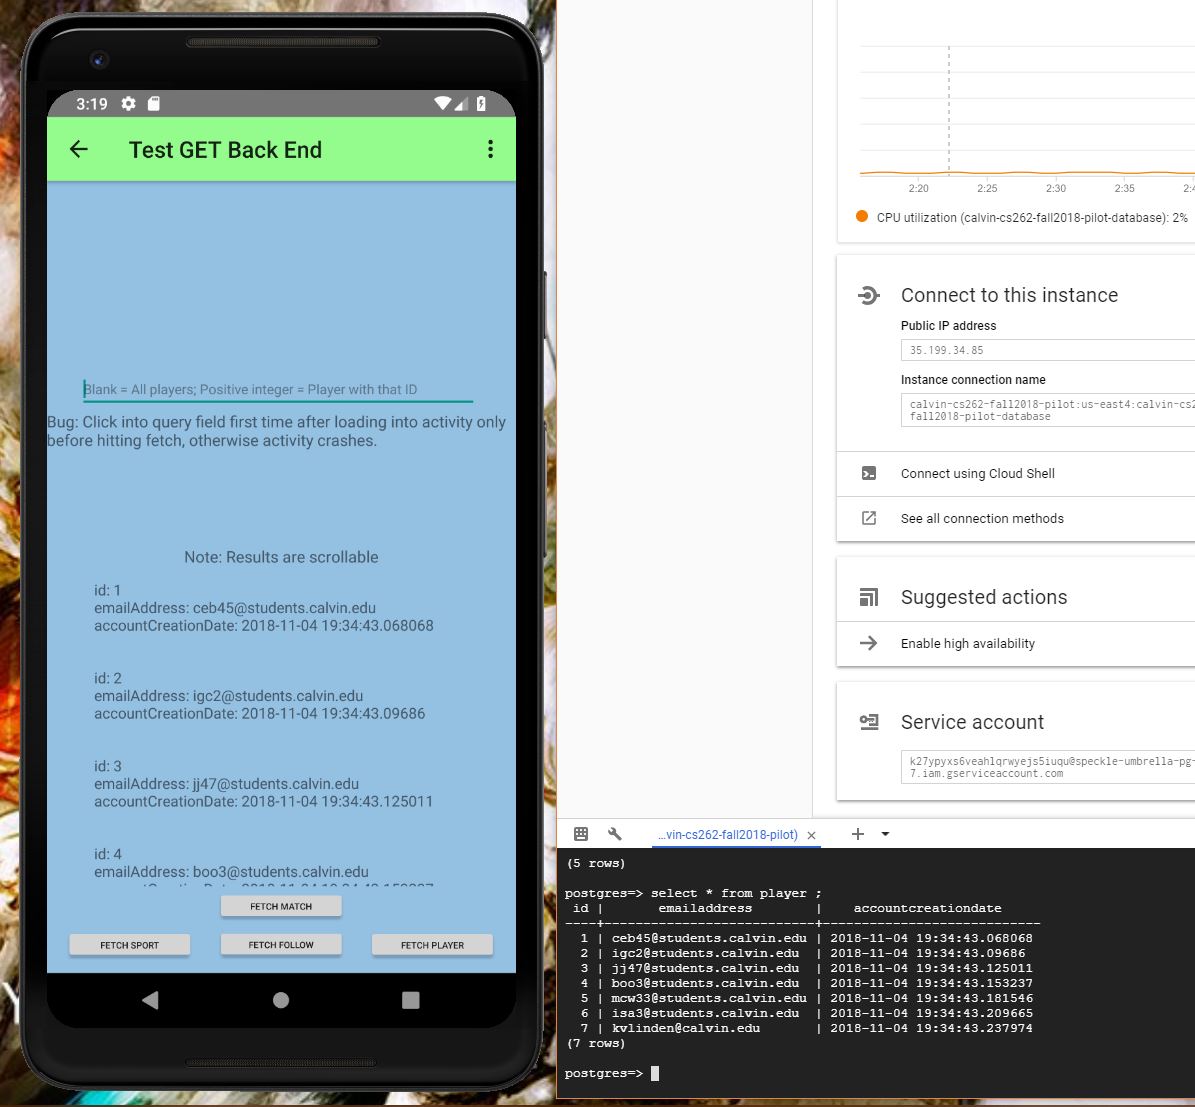 3:19
Test GET Back End
Blank = All players; Positive integer = Player with that ID
Bug: Click into query field first time after loading into activity only
before hitting fetch, otherwise activity crashes.
Note: Results are scrollable
id: 1
emailAddress: ceb45@students.calvin.edu
accountCreationDate: 2018-11-04 19:34:43.068068
id: 2
emailAddress: igc2@students.calvin.edu
accountCreationDate: 2018-11-04 19:34:43.09686
id: 3
emailAddress: jj47@students.calvin.edu
accountCreationDate: 2018-11-04 19:34:43.125011
id: 4
emailAddress: boo3@students.calvin.edu
accountCreationDate: 2018-11-04 19:34:43.153237
FETCH MATCH
FETCH SPORT FETCH FOLLOW FETCH PLAYER
2:20 2:25 2:30 2:35 2:4
CPU utilization (calvin-cs262-fall2018-pilot-database): 2%
Connect to this instance
Public IP address
35.199.34.85
Instance connection name
calvin-cs262-fall2018-pilot:us-east4:calvin-cs2
fall2018-pilot-database
Connect using Cloud Shell
See all connection methods
Suggested actions
Enable high availability
Service account
k27ypyxs6veahlqrwyejs5iuqu@speckle-umbrella-pg-
7.iam.gserviceaccount.com
...vin-cs262-fall2018-pilot)
(5 rows)
postgres=> select * from player ;
id | emailaddress | accountcreationdate
----+----------------------------+----------------------------
1 | ceb45@students.calvin.edu | 2018-11-04 19:34:43.068068
2 | igc2@students.calvin.edu | 2018-11-04 19:34:43.09686
3 | jj47@students.calvin.edu | 2018-11-04 19:34:43.125011
4 | boo3@students.calvin.edu | 2018-11-04 19:34:43.153237
5 | mcw33@students.calvin.edu | 2018-11-04 19:34:43.181546
6 | isa3@students.calvin.edu | 2018-11-04 19:34:43.209665
7 | kvlinden@calvin.edu | 2018-11-04 19:34:43.237974
(7 rows)
postgres=>